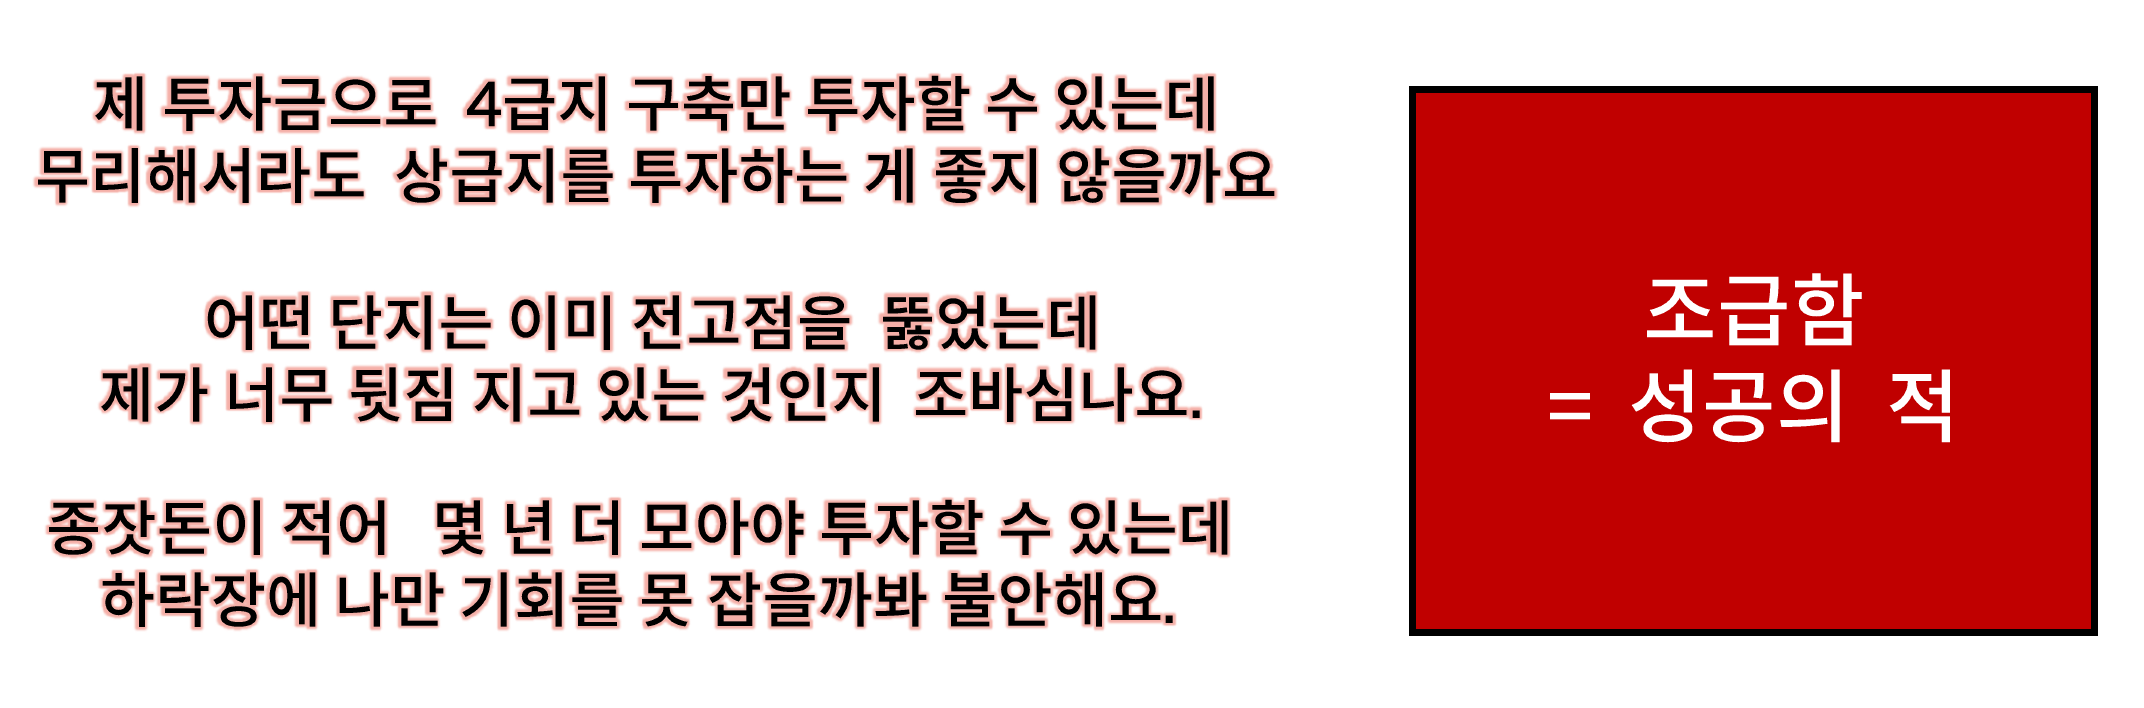 제 투자금으로 4급지 구축만 투자할 수 있는데
무리해서라도 상급지를 투자하는 게 좋지 않을까요
어떤 단지는 이미 전고점을 뚫었는데
제가 너무 뒷짐 지고 있는 것인지 조바심나요.
종잣돈이 적어 몇 년 더 모아야 투자할 수 있는데
하락장에 나만 기회를 못 잡을까봐 불안해요.
조급함
= 성공의 적